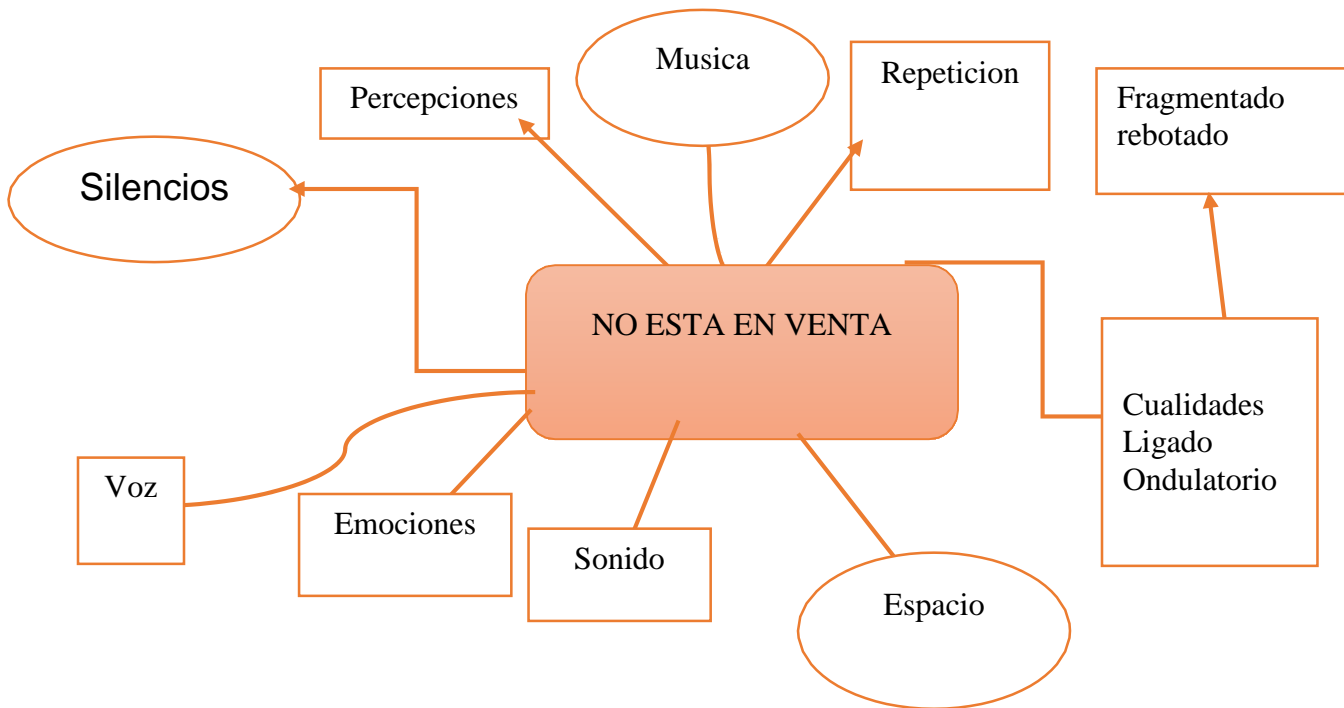 Musica
Repeticion
Percepciones
Fragmentado
rebotado
Silencios
NO ESTA EN VENTA
Cualidades
Ligado
Ondulatorio
Voz
Emociones
Sonido
Espacio